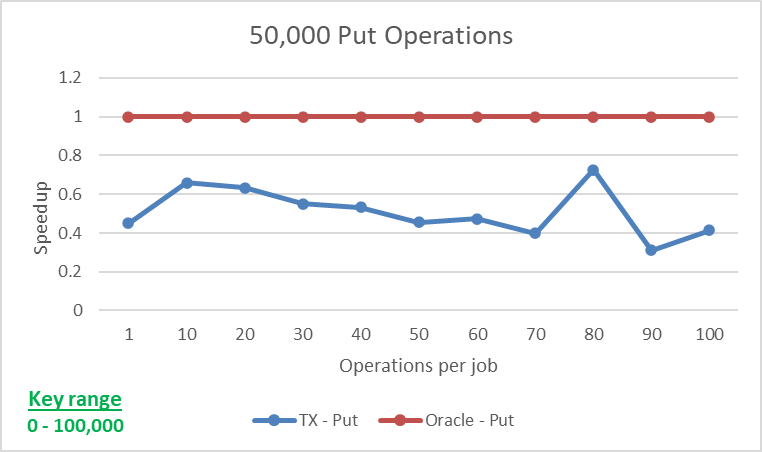 50,000 Put Operations
1.2
1
0.8
0.6
0.4
0.2
0
Speedup
1 10 20 30 40 50 60 70 80 90 100
Operations per job
Key range
0 - 100,000
TX - Put Oracle - Put